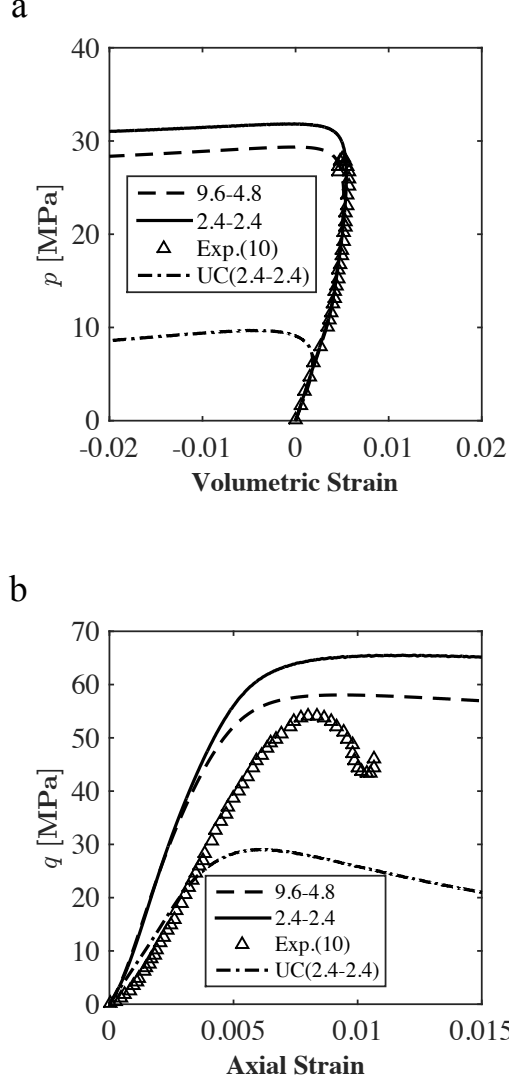 a
40
30
20
10
0
p [MPa]
9.6-4.8
2.4-2.4
Exp.(10)
UC(2.4-2.4)
-0.02 -0.01 0 0.01 0.02
Volumetric Strain
b
70
60
50
40
30
20
10
0
q [MPa]
9.6-4.8
2.4-2.4
Exp.(10)
UC(2.4-2.4)
0 0.005 0.01 0.015
Axial Strain